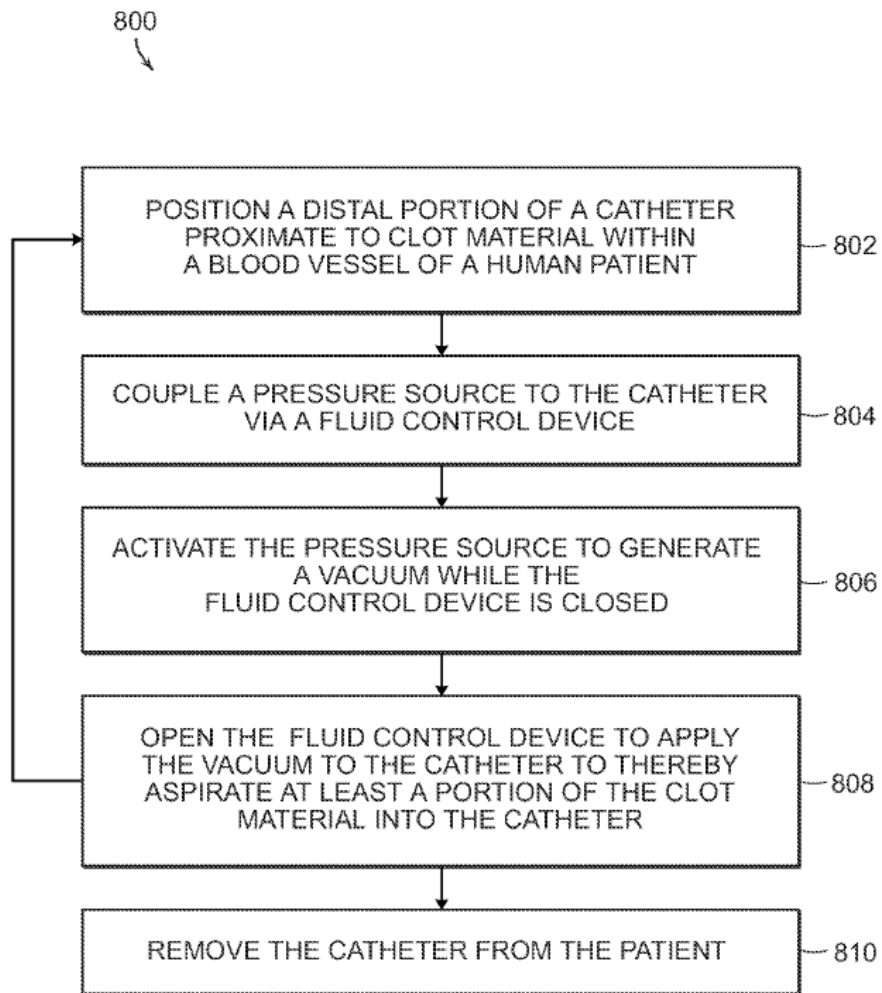 800
POSITION A DISTAL PORTION OF A CATHETER
PROXIMATE TO CLOT MATERIAL WITHIN
A BLOOD VESSEL OF A HUMAN PATIENT
802
COUPLE A PRESSURE SOURCE TO THE CATHETER
VIA A FLUID CONTROL DEVICE
804
ACTIVATE THE PRESSURE SOURCE TO GENERATE
A VACUUM WHILE THE
FLUID CONTROL DEVICE IS CLOSED
806
OPEN THE FLUID CONTROL DEVICE TO APPLY
THE VACUUM TO THE CATHETER TO THEREBY
ASPIRATE AT LEAST A PORTION OF THE CLOT
MATERIAL INTO THE CATHETER
808
REMOVE THE CATHETER FROM THE PATIENT
810